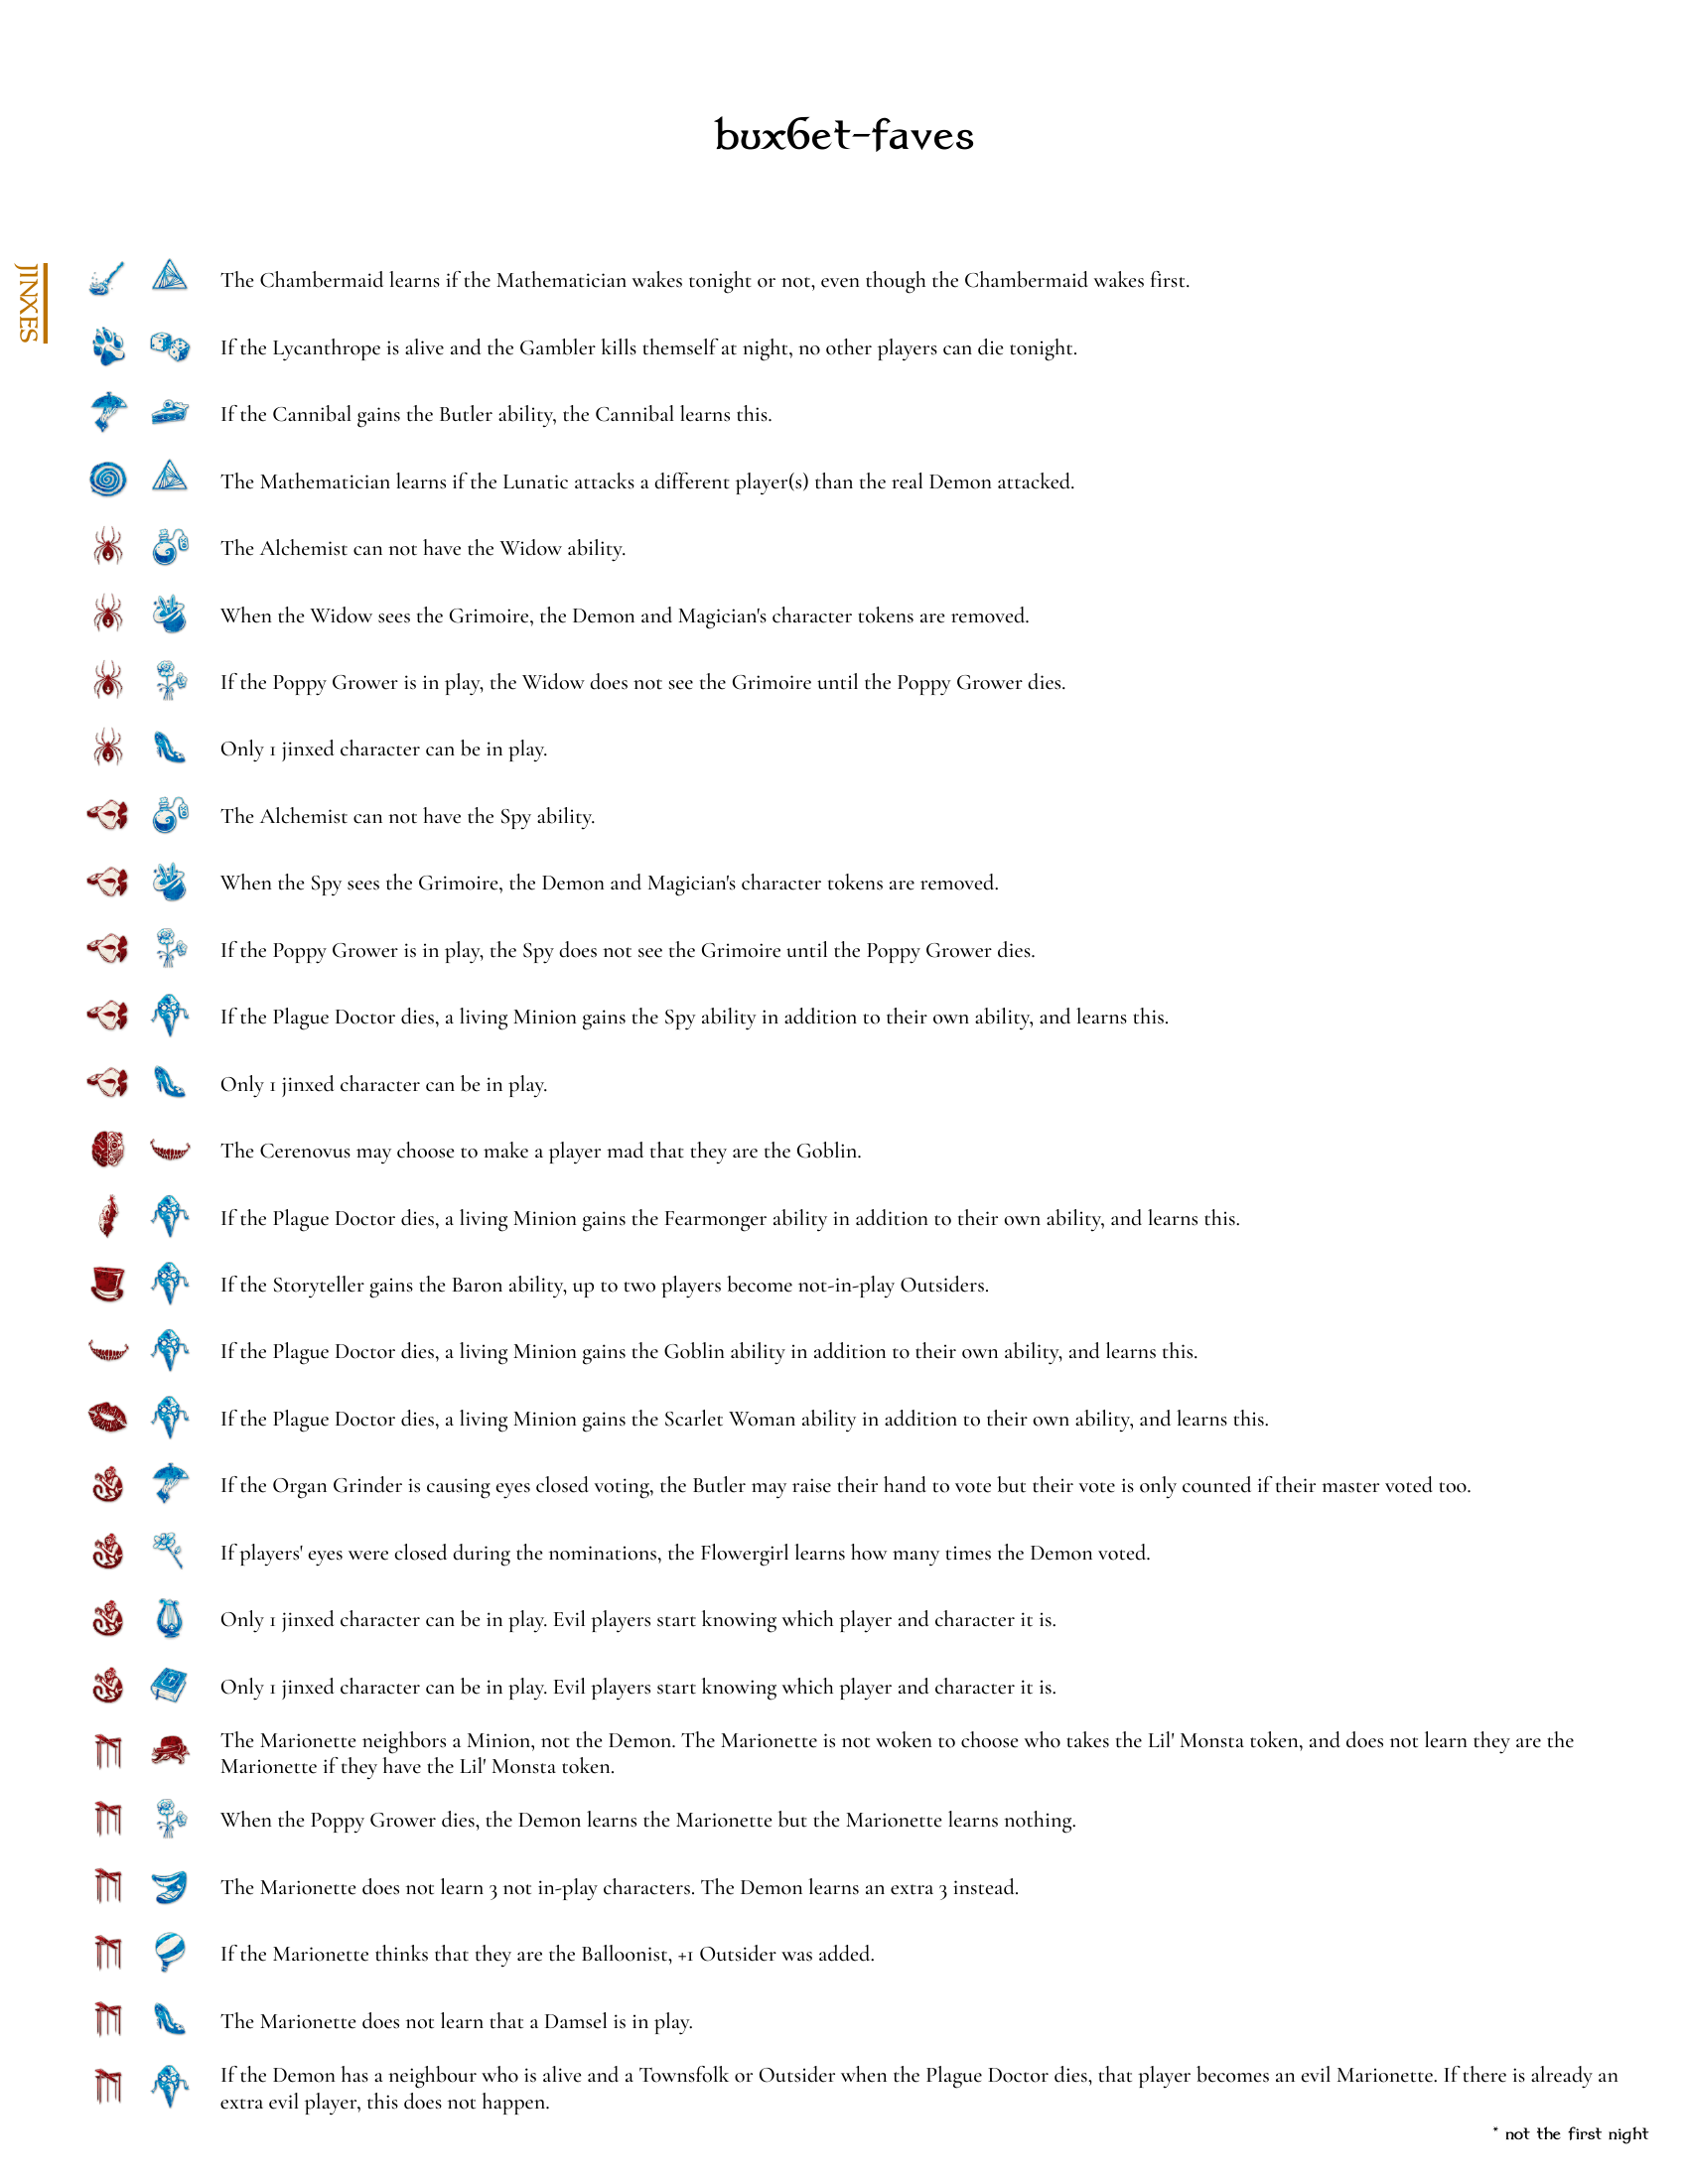 bux6et-faves
JINXES
The Chambermaid learns if the Mathematician wakes tonight or not, even though the Chambermaid wakes first.
If the Lycanthrope is alive and the Gambler kills themself at night, no other players can die tonight.
If the Cannibal gains the Butler ability, the Cannibal learns this.
The Mathematician learns if the Lunatic attacks a different player(s) than the real Demon attacked.
The Alchemist can not have the Widow ability.
When the Widow sees the Grimoire, the Demon and Magician's character tokens are removed.
If the Poppy Grower is in play, the Widow does not see the Grimoire until the Poppy Grower dies.
Only 1 jinxed character can be in play.
The Alchemist can not have the Spy ability.
When the Spy sees the Grimoire, the Demon and Magician's character tokens are removed.
If the Poppy Grower is in play, the Spy does not see the Grimoire until the Poppy Grower dies.
If the Plague Doctor dies, a living Minion gains the Spy ability in addition to their own ability, and learns this.
Only 1 jinxed character can be in play.
The Cerenovus may choose to make a player mad that they are the Goblin.
If the Plague Doctor dies, a living Minion gains the Fearmonger ability in addition to their own ability, and learns this.
If the Storyteller gains the Baron ability, up to two players become not-in-play Outsiders.
If the Plague Doctor dies, a living Minion gains the Goblin ability in addition to their own ability, and learns this.
If the Plague Doctor dies, a living Minion gains the Scarlet Woman ability in addition to their own ability, and learns this.
If the Organ Grinder is causing eyes closed voting, the Butler may raise their hand to vote but their vote is only counted if their master voted too.
If players' eyes were closed during the nominations, the Flowergirl learns how many times the Demon voted.
Only 1 jinxed character can be in play. Evil players start knowing which player and character it is.
Only 1 jinxed character can be in play. Evil players start knowing which player and character it is.
The Marionette neighbors a Minion, not the Demon. The Marionette is not woken to choose who takes the Lil' Monsta token, and does not learn they are the
Marionette if they have the Lil' Monsta token.
When the Poppy Grower dies, the Demon learns the Marionette but the Marionette learns nothing.
The Marionette does not learn 3 not in-play characters. The Demon learns an extra 3 instead.
If the Marionette thinks that they are the Balloonist, +1 Outsider was added.
The Marionette does not learn that a Damsel is in play.
If the Demon has a neighbour who is alive and a Townsfolk or Outsider when the Plague Doctor dies, that player becomes an evil Marionette. If there is already an
extra evil player, this does not happen.
* not the first night